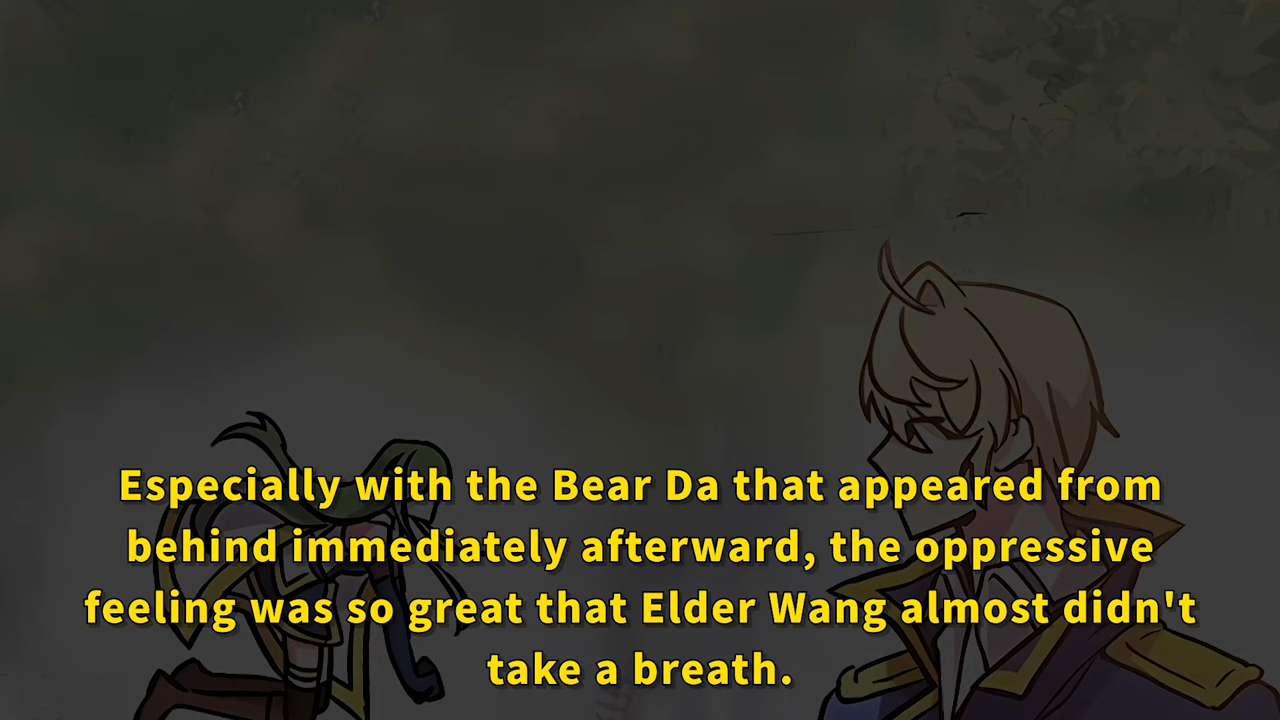 Especially with the Bear Da that appeared from
behind immediately afterward, the oppressive
feeling was so great that Elder Wang almost didn't
take a breath.